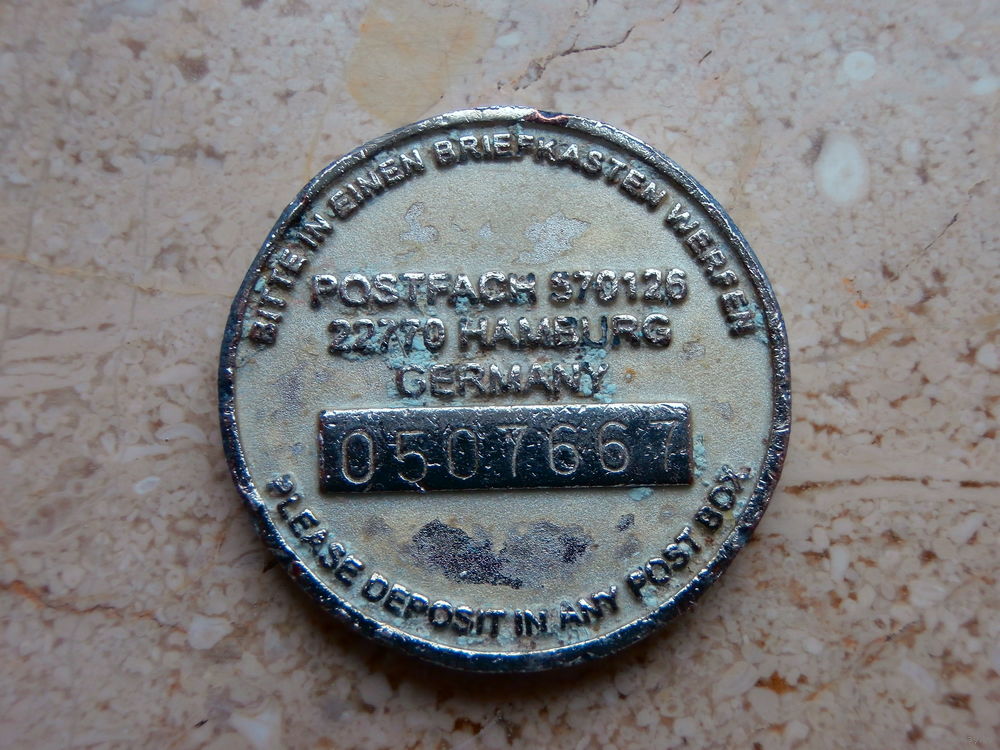 BITTE IN EINEN BRIEFKASTEN WERFEN
POSTFACH 570126
22770 HAMBURG
GERMANY
0507667
PLEASE DEPOSIT IN ANY POST BOX